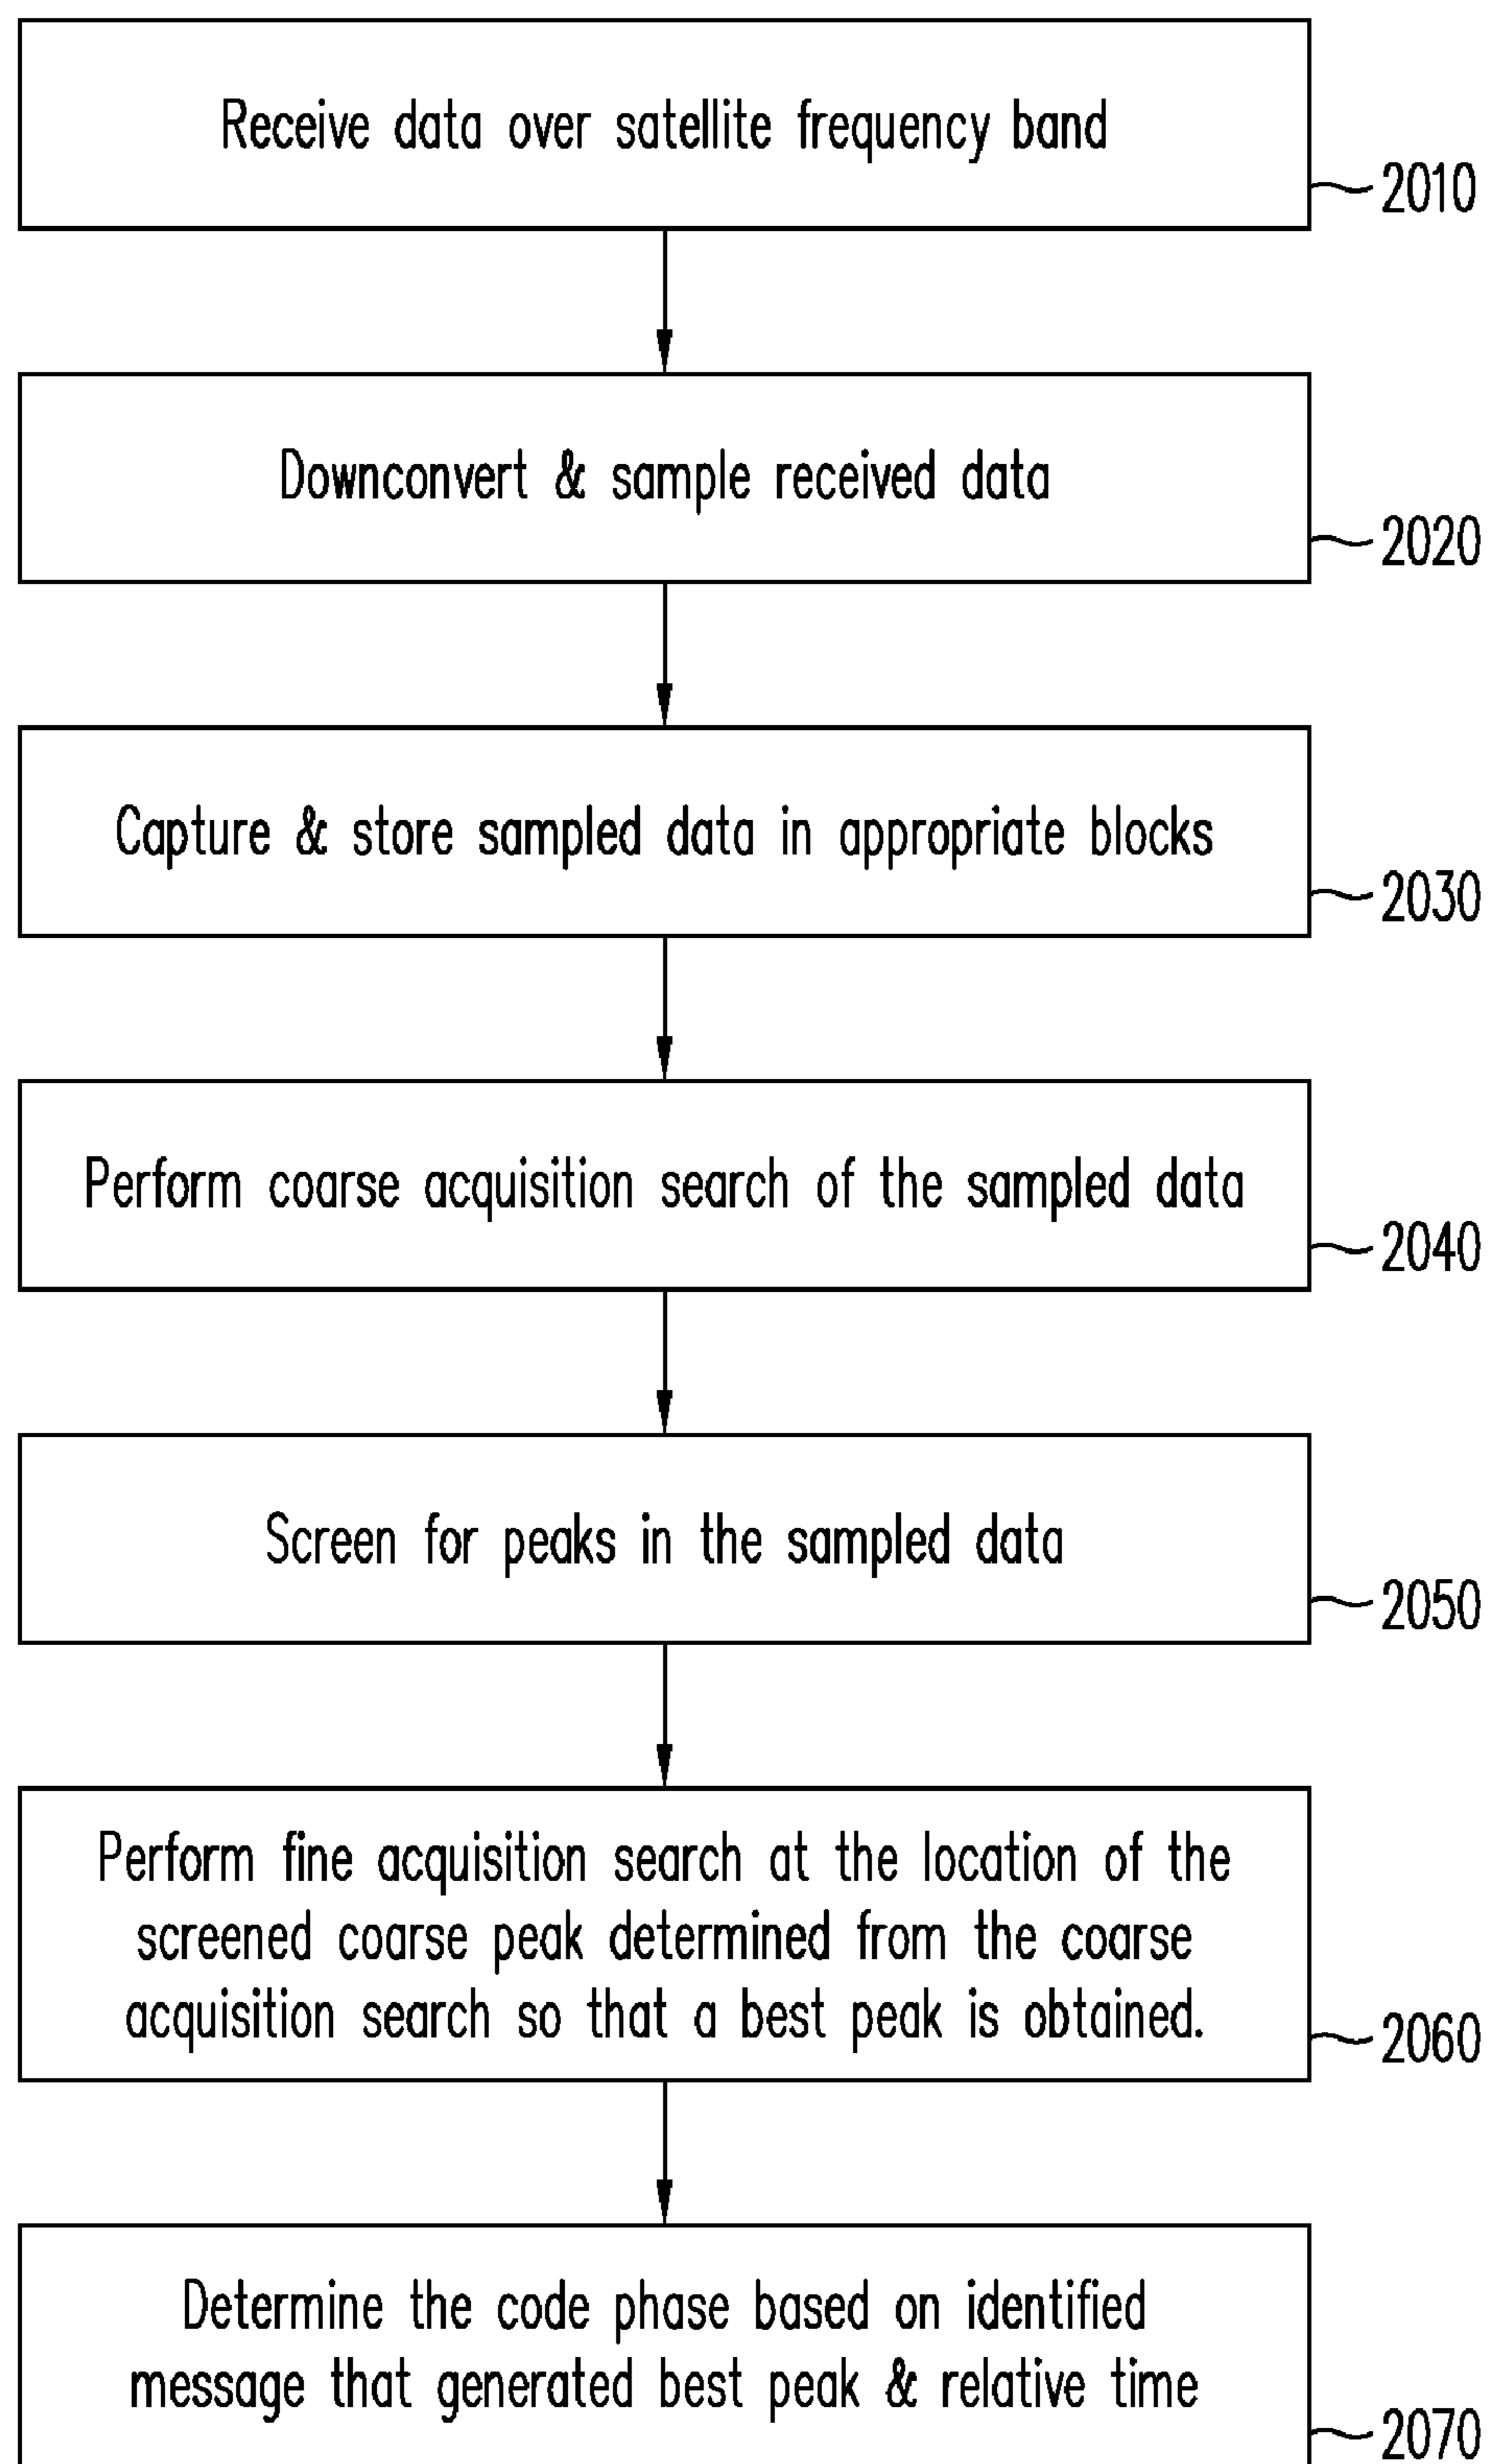 Receive data over satellite frequency band
2010
Downconvert & sample received data
2020
Capture & store sampled data in appropriate blocks
2030
Perform coarse acquisition search of the sampled data
2040
Screen for peaks in the sampled data
2050
Perform fine acquisition search at the location of the
screened coarse peak determined from the coarse
acquisition search so that a best peak is obtained.
2060
Determine the code phase based on identified
message that generated best peak & relative time
2070